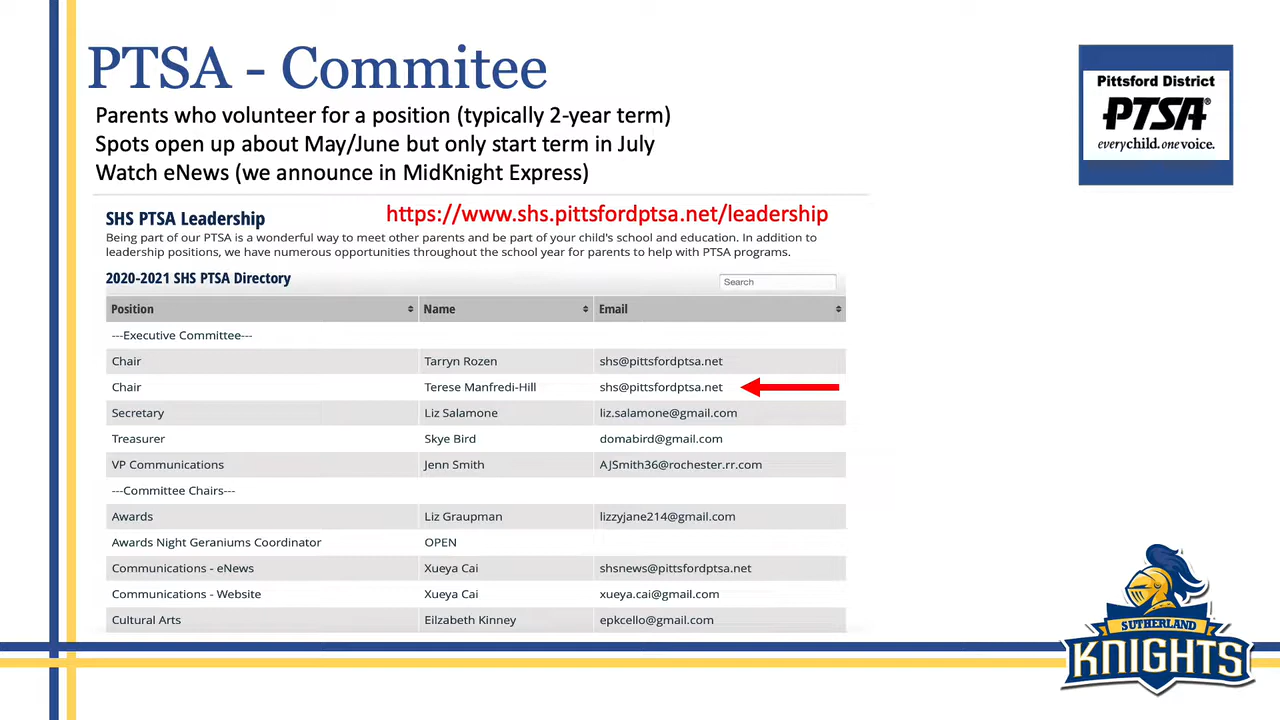 PTSA - Commitee
Parents who volunteer for a position (typically 2-year term)
Spots open up about May/June but only start term in July
Watch eNews (we announce in MidKnight Express)
Pittsford District
PTSA®
everychild.onevoice.
SHS PTSA Leadership
https://www.shs.pittsfordptsa.net/leadership
Being part of our PTSA is a wonderful way to meet other parents and be part of your child's school and education. In addition to
leadership positions, we have numerous opportunities throughout the school year for parents to help with PTSA programs.
2020-2021 SHS PTSA Directory
Search
Position Name Email
---Executive Committee---
Chair Tarryn Rozen shs@pittsfordptsa.net
Chair Terese Manfredi-Hill shs@pittsfordptsa.net
Secretary Liz Salamone liz.salamone@gmail.com
Treasurer Skye Bird domabird@gmail.com
VP Communications Jenn Smith AJSmith36@rochester.rr.com
---Committee Chairs---
Awards Liz Graupman lizzyjane214@gmail.com
Awards Night Geraniums Coordinator OPEN
Communications - eNews Xueya Cai shsnews@pittsfordptsa.net
Communications - Website Xueya Cai xueya.cai@gmail.com
Cultural Arts Eilzabeth Kinney epkcello@gmail.com
SUTHERLAND
KNIGHTS